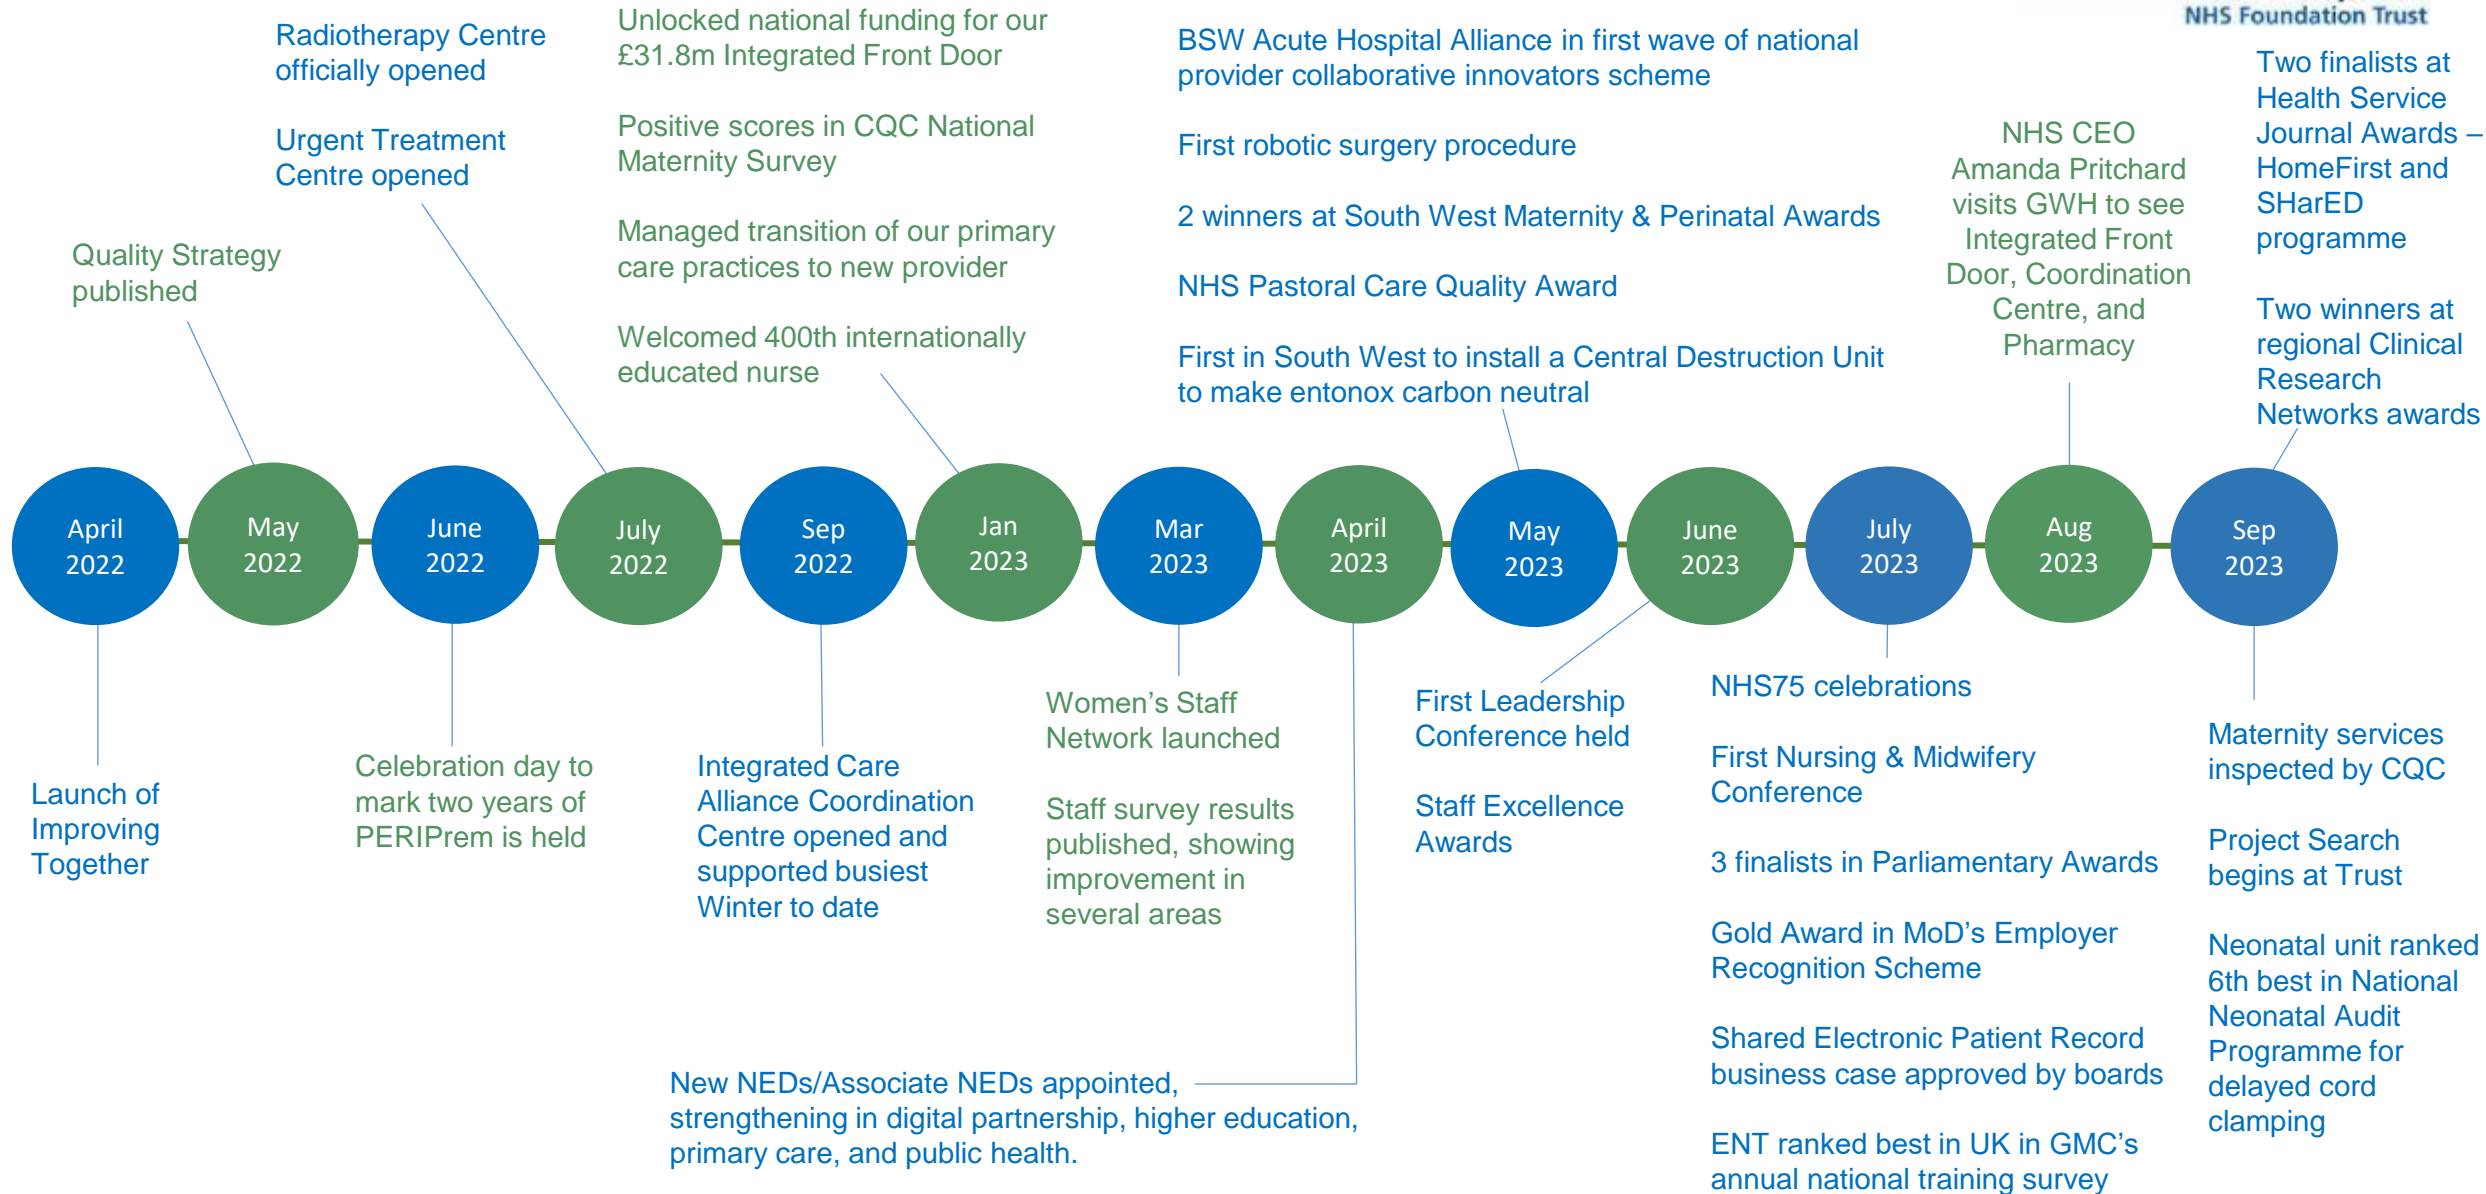 NHS Foundation Trust
Radiotherapy Centre
officially opened
Urgent Treatment
Centre opened
Unlocked national funding for our
£31.8m Integrated Front Door
Positive scores in CQC National
Maternity Survey
Managed transition of our primary
care practices to new provider
Welcomed 400th internationally
educated nurse
BSW Acute Hospital Alliance in first wave of national
provider collaborative innovators scheme
First robotic surgery procedure
2 winners at South West Maternity & Perinatal Awards
NHS Pastoral Care Quality Award
First in South West to install a Central Destruction Unit
to make entonox carbon neutral
NHS CEO
Amanda Pritchard
visits GWH to see
Integrated Front
Door, Coordination
Centre, and
Pharmacy
Two finalists at
Health Service
Journal Awards –
HomeFirst and
SHarED
programme
Two winners at
regional Clinical
Research
Networks awards
Quality Strategy
published
April
2022
May
2022
June
2022
July
2022
Sep
2022
Jan
2023
Mar
2023
April
2023
May
2023
June
2023
July
2023
Aug
2023
Sep
2023
Launch of
Improving
Together
Celebration day to
mark two years of
PERIPrem is held
Integrated Care
Alliance Coordination
Centre opened and
supported busiest
Winter to date
Women’s Staff
Network launched
Staff survey results
published, showing
improvement in
several areas
New NEDs/Associate NEDs appointed,
strengthening in digital partnership, higher education,
primary care, and public health.
First Leadership
Conference held
Staff Excellence
Awards
NHS75 celebrations
First Nursing & Midwifery
Conference
3 finalists in Parliamentary Awards
Gold Award in MoD’s Employer
Recognition Scheme
Shared Electronic Patient Record
business case approved by boards
ENT ranked best in UK in GMC’s
annual national training survey
Maternity services
inspected by CQC
Project Search
begins at Trust
Neonatal unit ranked
6th best in National
Neonatal Audit
Programme for
delayed cord
clamping